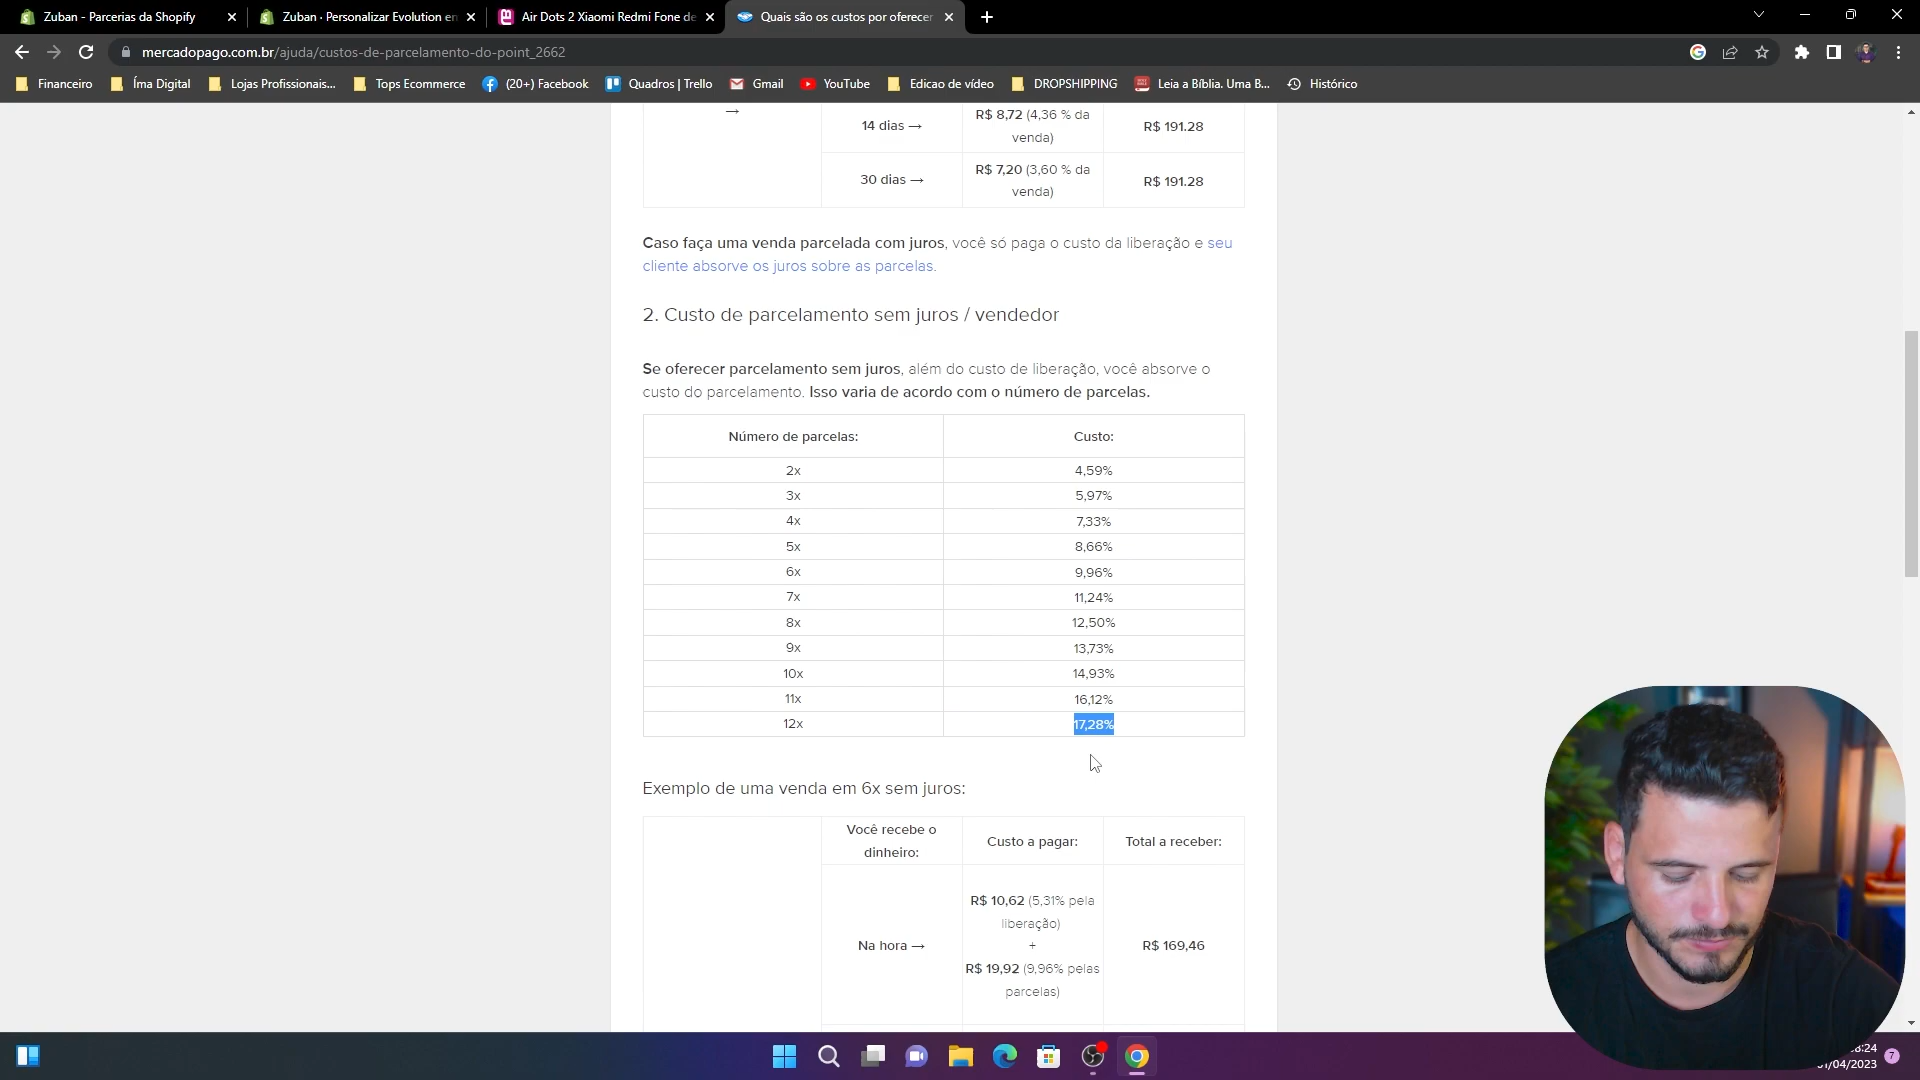 Zuban - Parcerias da Shopify
Zuban · Personalizar Evolution en
Air Dots 2 Xiaomi Redmi Fone de
Quais são os custos por oferecer
mercadopago.com.br/ajuda/custos-de-parcelamento-do-point_2662
Financeiro
Íma Digital
Lojas Profissionais...
Tops Ecommerce
(20+) Facebook
Quadros | Trello
Gmail
YouTube
Edicao de vídeo
DROPSHIPPING
Leia a Bíblia. Uma B...
Histórico
→
14 dias →
R$ 8,72 (4,36 % da
venda)
R$ 191.28
30 dias →
R$ 7,20 (3,60 % da
venda)
R$ 191.28
Caso faça uma venda parcelada com juros, você só paga o custo da liberação e seu
cliente absorve os juros sobre as parcelas.
2. Custo de parcelamento sem juros / vendedor
Se oferecer parcelamento sem juros, além do custo de liberação, você absorve o
custo do parcelamento. Isso varia de acordo com o número de parcelas.
Número de parcelas:
Custo:
2x
4,59%
3x
5,97%
4x
7,33%
5x
8,66%
6x
9,96%
7x
11,24%
8x
12,50%
9x
13,73%
10x
14,93%
11x
16,12%
12x
17,28%
Exemplo de uma venda em 6x sem juros:
Você recebe o
dinheiro:
Custo a pagar:
Total a receber:
Na hora →
R$ 10,62 (5,31% pela
liberação)
+
R$ 19,92 (9,96% pelas
parcelas)
R$ 169,46
8:24
/04/2023
7